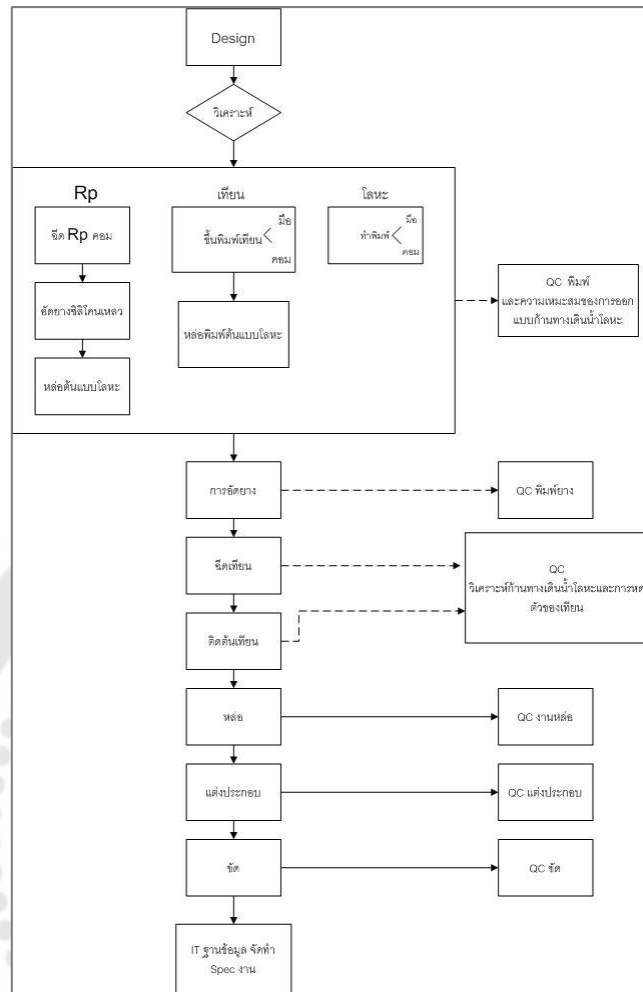 Design
วิเคราะห์
Rp
เทียน
โลหะ
ฉีด Rp คอม
ขึ้นพิมพ์เทียน
มือ
คอม
ทำพิมพ์
มือ
คอม
อัดยางซิลิโคนเหลว
หล่อพิมพ์ต้นแบบโลหะ
หล่อต้นแบบโลหะ
QC พิมพ์
และความเหมะสมของการออก
แบบก้านทางเดินน้ำโลหะ
การอัดยาง
QC พิมพ์ยาง
ฉีดเทียน
QC
วิเคราะห์ก้านทางเดินน้ำโลหะและการหด
ตัวของเทียน
ติดต้นเทียน
หล่อ
QC งานหล่อ
แต่งประกอบ
QC แต่งประกอบ
ขัด
QC ขัด
IT ฐานข้อมูล จัดทำ
Spec งาน